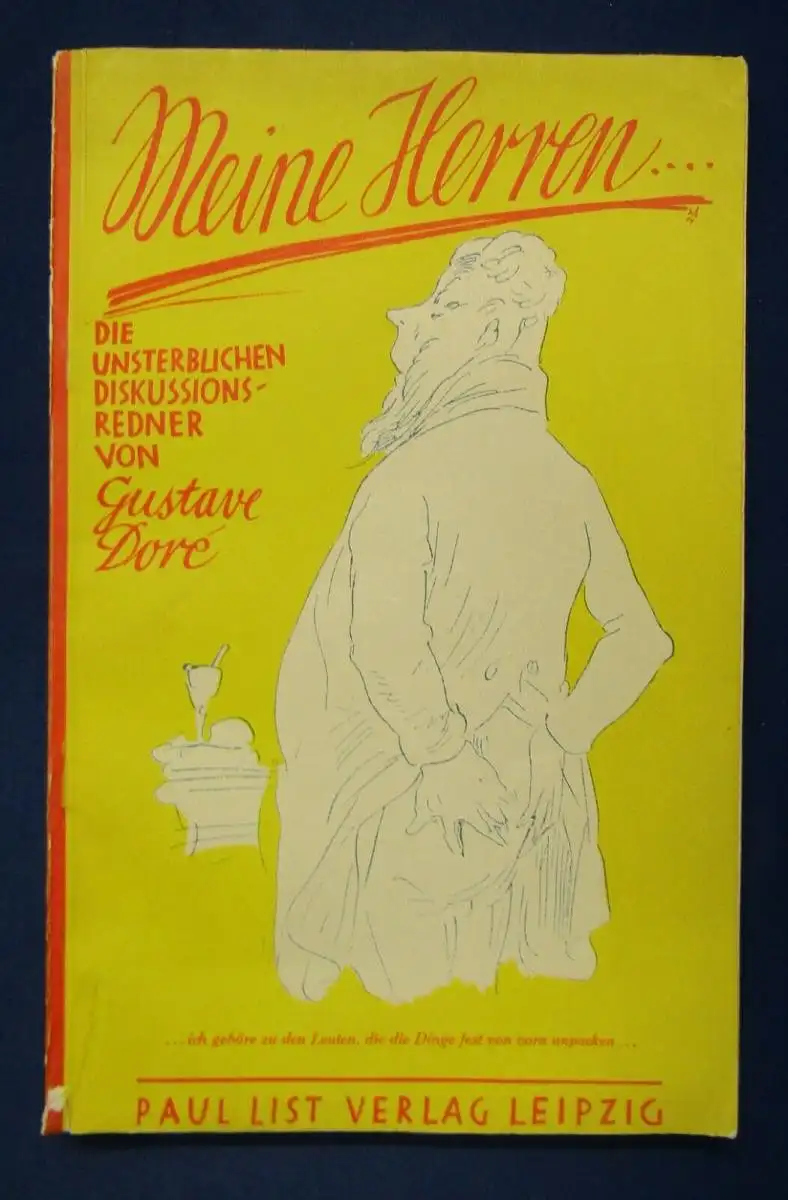 Meine Herren....
DIE
UNSTERBLICHEN
DISKUSSIONS-
REDNER
VON
Gustave
Doré
...ich gehöre zu den Leuten, die die Dinge fest von vorn anpacken...
PAUL LIST VERLAG LEIPZIG